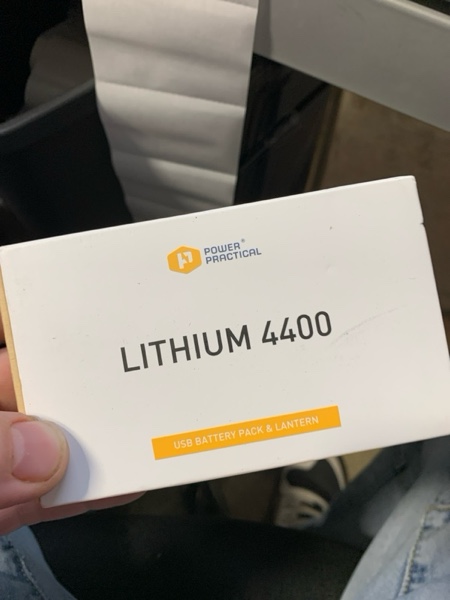 POWER®
PRACTICAL
LITHIUM 4400
USB BATTERY PACK & LANTERN